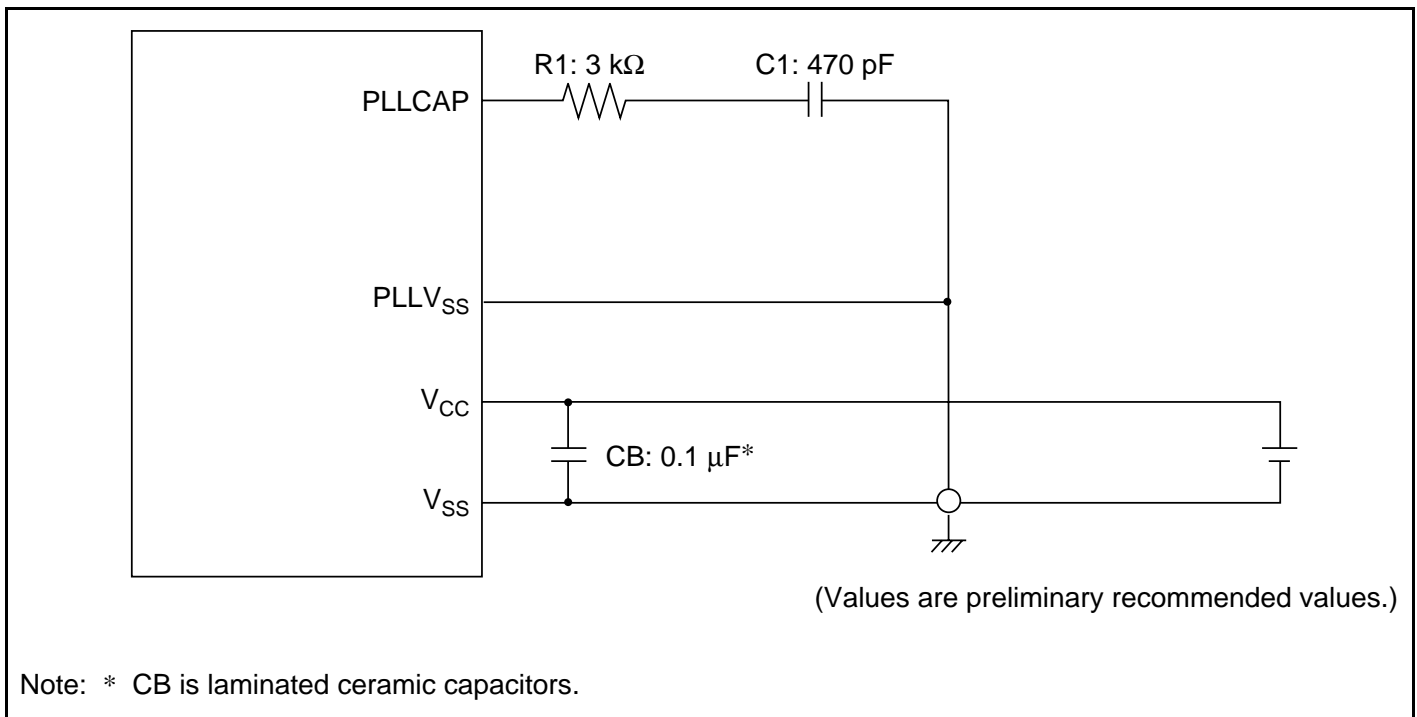 R1: 3 kΩ
C1: 470 pF
PLLCAP
PLLVSS
VCC
CB: 0.1 μF*
VSS
(Values are preliminary recommended values.)
Note: * CB is laminated ceramic capacitors.